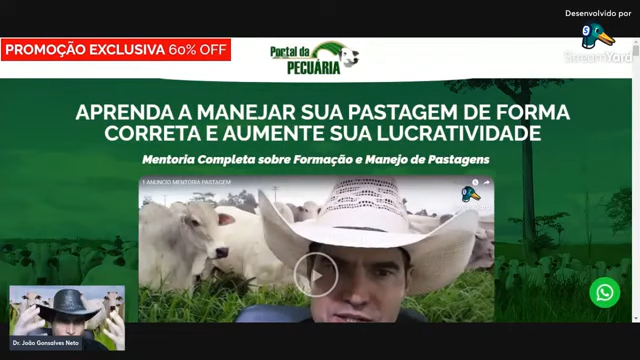 Desenvolvido por
StreamYard
PROMOÇÃO EXCLUSIVA 60% OFF
Portal da
PECUÁRIA
APRENDA A MANEJAR SUA PASTAGEM DE FORMA
CORRETA E AUMENTE SUA LUCRATIVIDADE
Mentoria Completa sobre Formação e Manejo de Pastagens
1 ANUNCIO MENTORIA PASTAGEM
Dr. João Gonsalves Neto